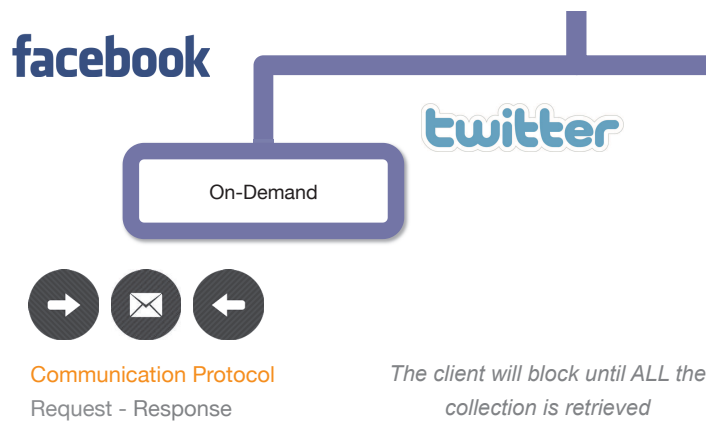 facebook
twitter
On-Demand
Communication Protocol
Request - Response
The client will block until ALL the
collection is retrieved